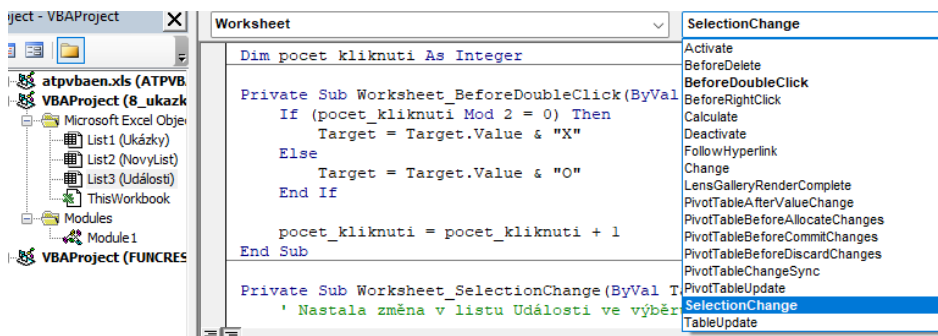 ject - VBAProject
X
atpvbaen.xls (ATPVB
VBAProject (8_ukazk
Microsoft Excel Obje
List1 (Ukázky)
List2 (NovyList)
List3 (Události)
ThisWorkbook
Modules
Module1
VBAProject (FUNCRES
Worksheet
SelectionChange
Dim pocet_kliknuti As Integer
Private Sub Worksheet_BeforeDoubleClick(ByVal
If (pocet_kliknuti Mod 2 = 0) Then
Target = Target.Value & "X"
Else
Target = Target.Value & "O"
End If
pocet_kliknuti = pocet_kliknuti + 1
End Sub
Private Sub Worksheet_SelectionChange(ByVal T
' Nastala změna v listu Události ve výběr
Activate
BeforeDelete
BeforeDoubleClick
BeforeRightClick
Calculate
Deactivate
FollowHyperlink
Change
LensGalleryRenderComplete
PivotTableAfterValueChange
PivotTableBeforeAllocateChanges
PivotTableBeforeCommitChanges
PivotTableBeforeDiscardChanges
PivotTableChangeSync
PivotTableUpdate
SelectionChange
TableUpdate